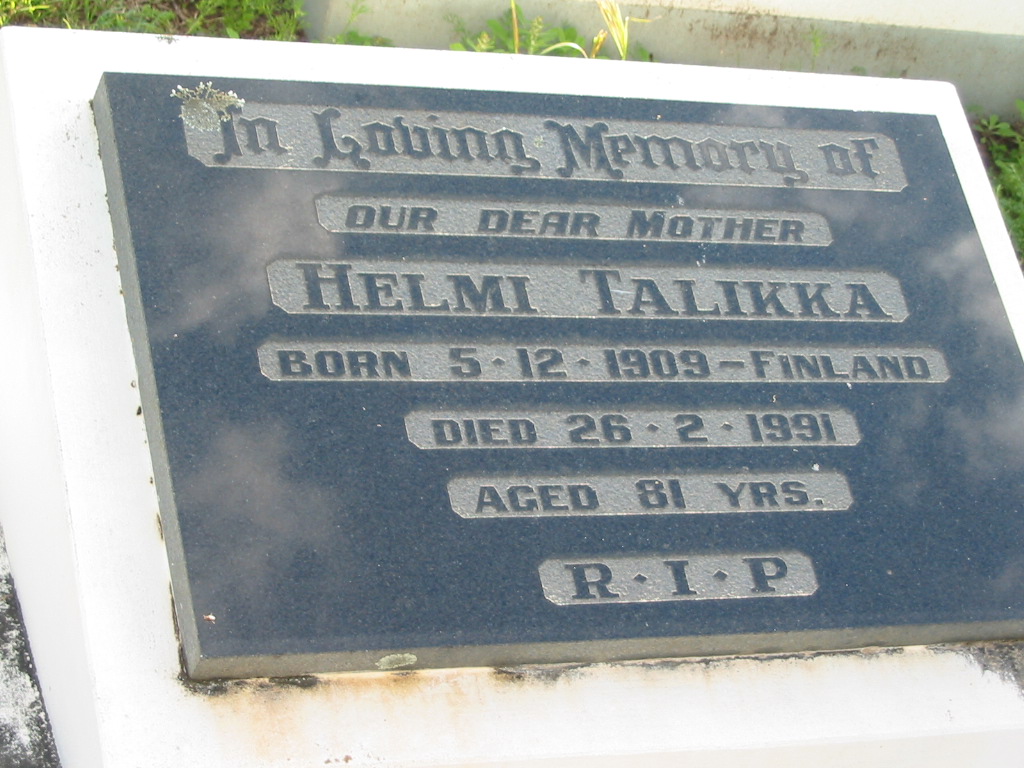 In Loving Memory of
OUR DEAR MOTHER
HELMI TALIKKA
BORN 5·12·1909-FINLAND
DIED 26·2·1991
AGED 81 YRS.
R·I·P